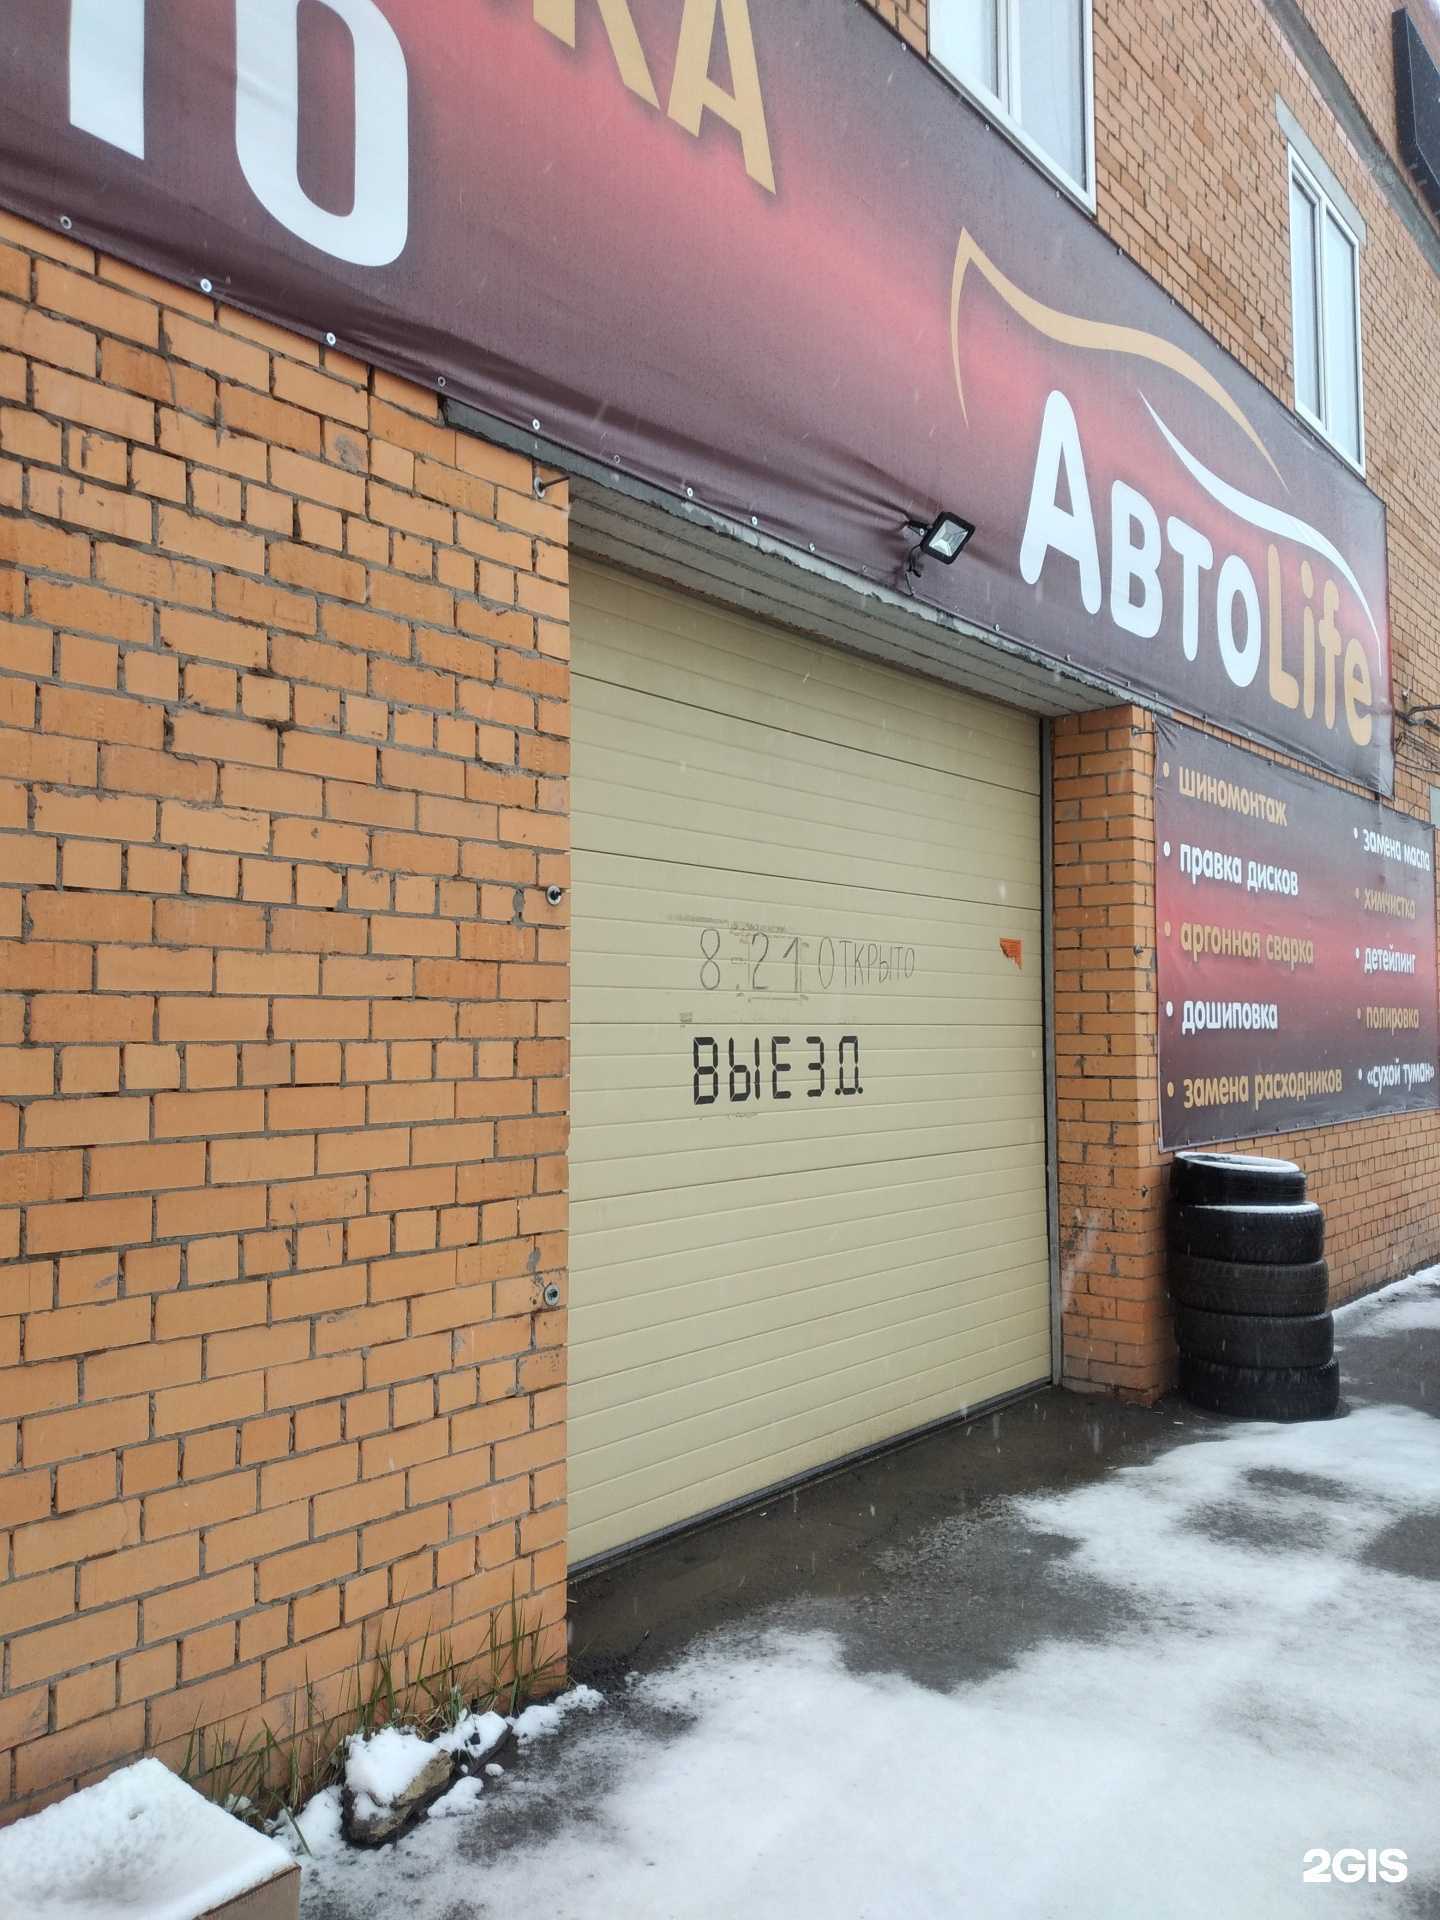 АвтоLife
• шиномонтаж
• правка дисков
• аргонная сварка
• дошиповка
• замена расходников
• замена масла
• химчистка
• детейлинг
• полировка
• «сухой туман»
8-21 ОТКРЫТО
ВЫЕЗД
2GIS